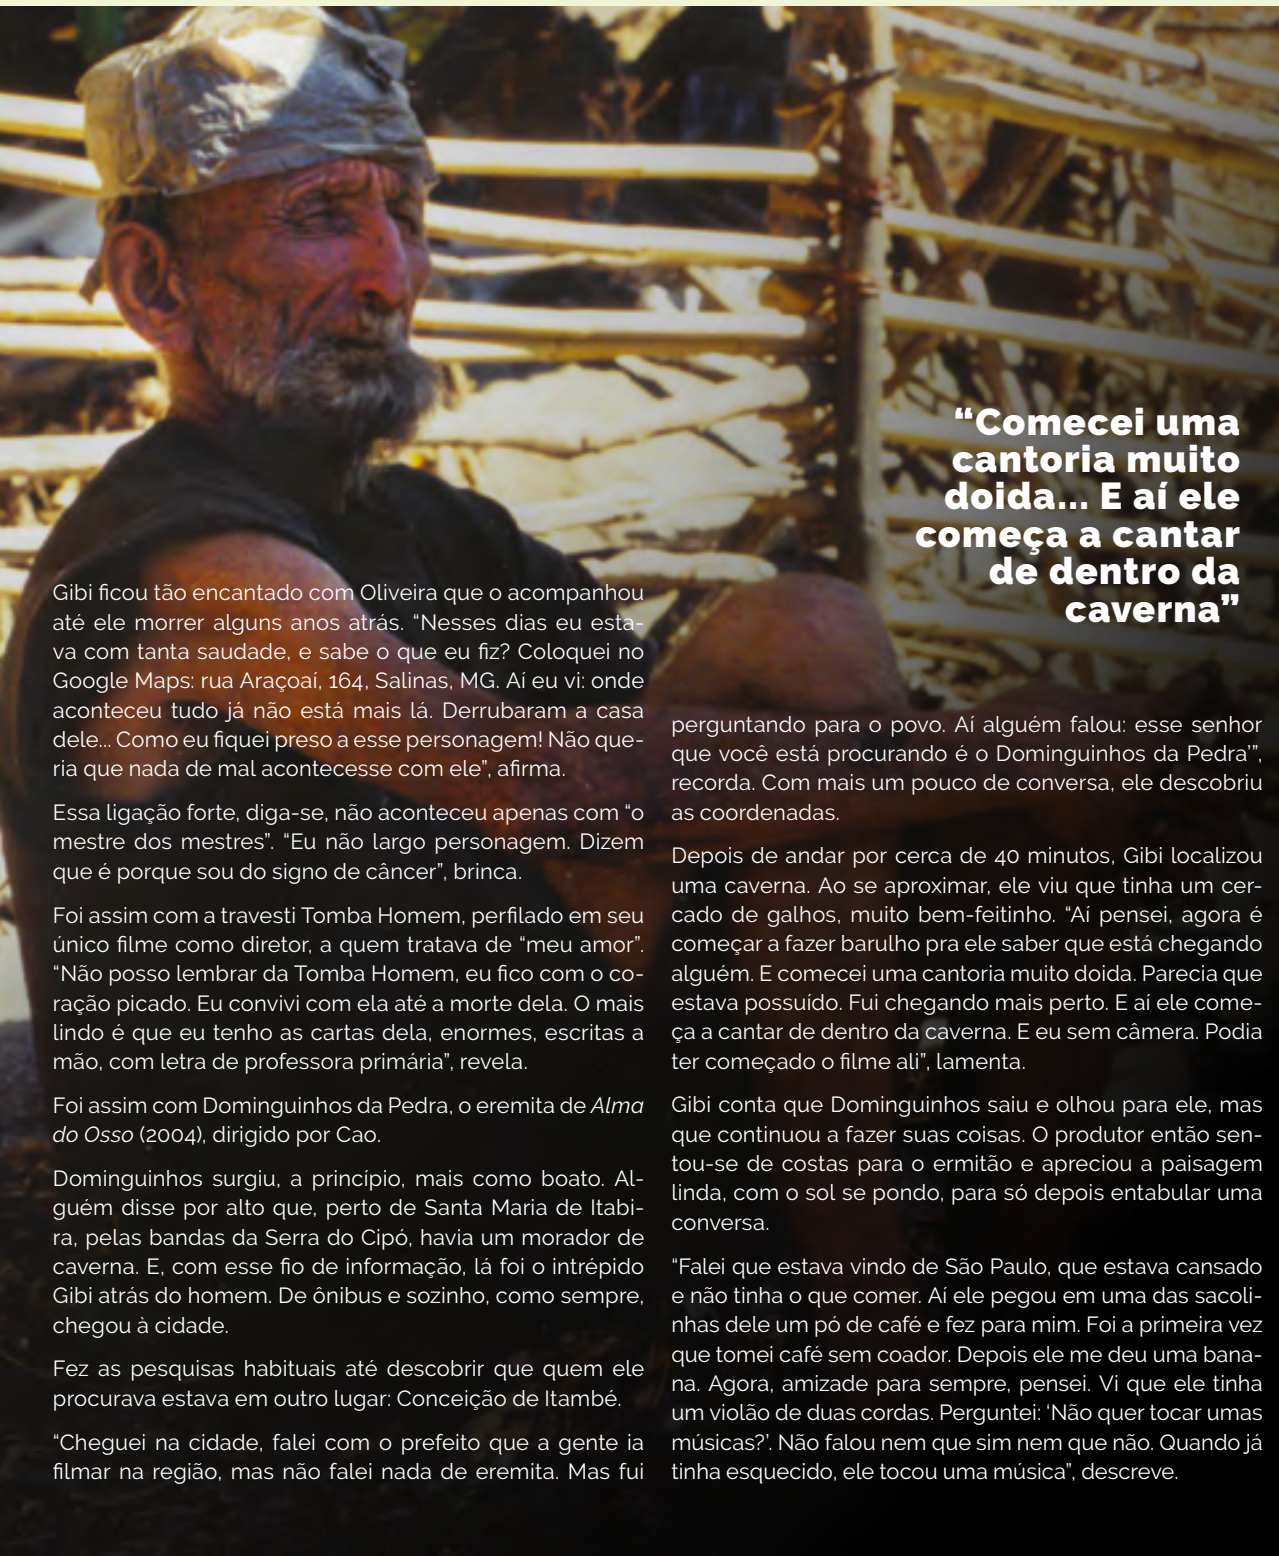 “Comecei uma
cantoria muito
doida... E aí ele
começa a cantar
de dentro da
caverna”
Gibi ficou tão encantado com Oliveira que o acompanhou
até ele morrer alguns anos atrás. “Nesses dias eu esta-
va com tanta saudade, e sabe o que eu fiz? Coloquei no
Google Maps: rua Araçoaí, 164, Salinas, MG. Aí eu vi: onde
aconteceu tudo já não está mais lá. Derrubaram a casa
dele... Como eu fiquei preso a esse personagem! Não que-
ria que nada de mal acontecesse com ele”, afirma.
Essa ligação forte, diga-se, não aconteceu apenas com “o
mestre dos mestres”. “Eu não largo personagem. Dizem
que é porque sou do signo de câncer”, brinca.
Foi assim com a travesti Tomba Homem, perfilado em seu
único filme como diretor, a quem tratava de “meu amor”.
“Não posso lembrar da Tomba Homem, eu fico com o co-
ração picado. Eu convivi com ela até a morte dela. O mais
lindo é que eu tenho as cartas dela, enormes, escritas a
mão, com letra de professora primária”, revela.
Foi assim com Dominguinhos da Pedra, o eremita de Alma
do Osso (2004), dirigido por Cao.
Dominguinhos surgiu, a princípio, mais como boato. Al-
guém disse por alto que, perto de Santa Maria de Itabi-
ra, pelas bandas da Serra do Cipó, havia um morador de
caverna. E, com esse fio de informação, lá foi o intrépido
Gibi atrás do homem. De ônibus e sozinho, como sempre,
chegou à cidade.
Fez as pesquisas habituais até descobrir que quem ele
procurava estava em outro lugar: Conceição de Itambé.
“Cheguei na cidade, falei com o prefeito que a gente ia
filmar na região, mas não falei nada de eremita. Mas fui
perguntando para o povo. Aí alguém falou: esse senhor
que você está procurando é o Dominguinhos da Pedra’”,
recorda. Com mais um pouco de conversa, ele descobriu
as coordenadas.
Depois de andar por cerca de 40 minutos, Gibi localizou
uma caverna. Ao se aproximar, ele viu que tinha um cer-
cado de galhos, muito bem-feitinho. “Aí pensei, agora é
começar a fazer barulho pra ele saber que está chegando
alguém. E comecei uma cantoria muito doida. Parecia que
estava possuído. Fui chegando mais perto. E aí ele come-
ça a cantar de dentro da caverna. E eu sem câmera. Podia
ter começado o filme ali”, lamenta.
Gibi conta que Dominguinhos saiu e olhou para ele, mas
que continuou a fazer suas coisas. O produtor então sen-
tou-se de costas para o ermitão e apreciou a paisagem
linda, com o sol se pondo, para só depois entabular uma
conversa.
“Falei que estava vindo de São Paulo, que estava cansado
e não tinha o que comer. Aí ele pegou em uma das sacoli-
nhas dele um pó de café e fez para mim. Foi a primeira vez
que tomei café sem coador. Depois ele me deu uma bana-
na. Agora, amizade para sempre, pensei. Vi que ele tinha
um violão de duas cordas. Perguntei: ‘Não quer tocar umas
músicas?’. Não falou nem que sim nem que não. Quando já
tinha esquecido, ele tocou uma música”, descreve.